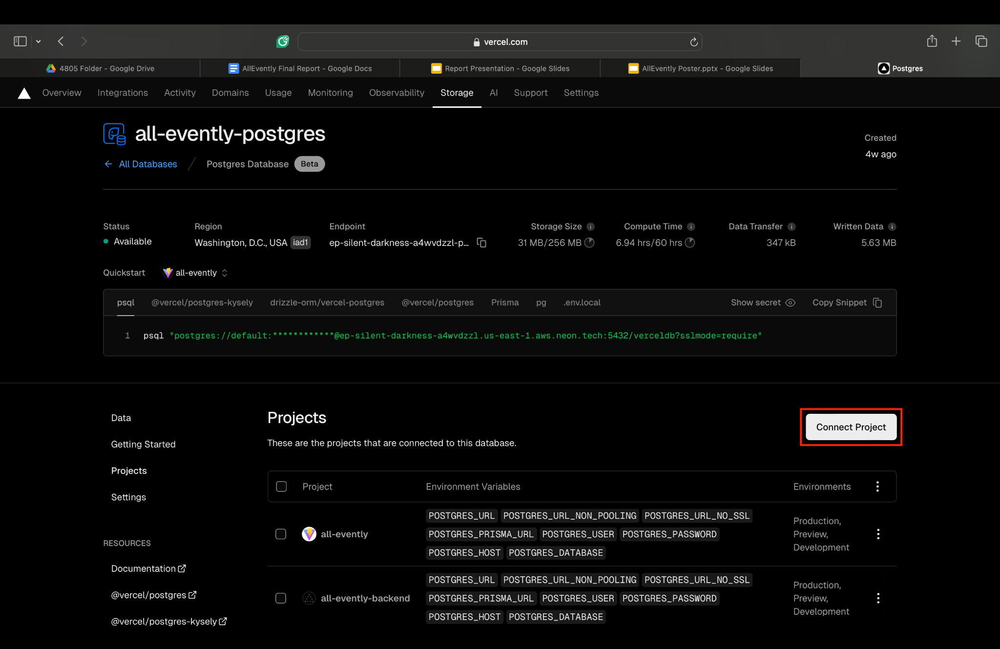 vercel.com
4805 Folder - Google Drive
AllEvently Final Report - Google Docs
Report Presentation - Google Slides
AllEvently Poster.pptx - Google Slides
Postgres
Overview Integrations Activity Domains Usage Monitoring Observability Storage AI Support Settings
all-evently-postgres
Created
4w ago
← All Databases / Postgres Database Beta
Status Region Endpoint Storage Size Compute Time Data Transfer Written Data
Available Washington, D.C., USA iad1 ep-silent-darkness-a4wvdzzl-p... 31 MB/256 MB 6.94 hrs/60 hrs 347 kB 5.63 MB
Quickstart all-evently
psql @vercel/postgres-kysely drizzle-orm/vercel-postgres @vercel/postgres Prisma pg .env.local Show secret Copy Snippet
1 psql "postgres://default:************@ep-silent-darkness-a4wvdzzl.us-east-1.aws.neon.tech:5432/verceldb?sslmode=require"
Data
Getting Started
Projects
Settings
RESOURCES
Documentation
@vercel/postgres
@vercel/postgres-kysely
Projects
Connect Project
These are the projects that are connected to this database.
Project Environment Variables Environments
all-evently
POSTGRES_URL POSTGRES_URL_NON_POOLING POSTGRES_URL_NO_SSL
POSTGRES_PRISMA_URL POSTGRES_USER POSTGRES_PASSWORD
POSTGRES_HOST POSTGRES_DATABASE
Production,
Preview,
Development
all-evently-backend
POSTGRES_URL POSTGRES_URL_NON_POOLING POSTGRES_URL_NO_SSL
POSTGRES_PRISMA_URL POSTGRES_USER POSTGRES_PASSWORD
POSTGRES_HOST POSTGRES_DATABASE
Production,
Preview,
Development